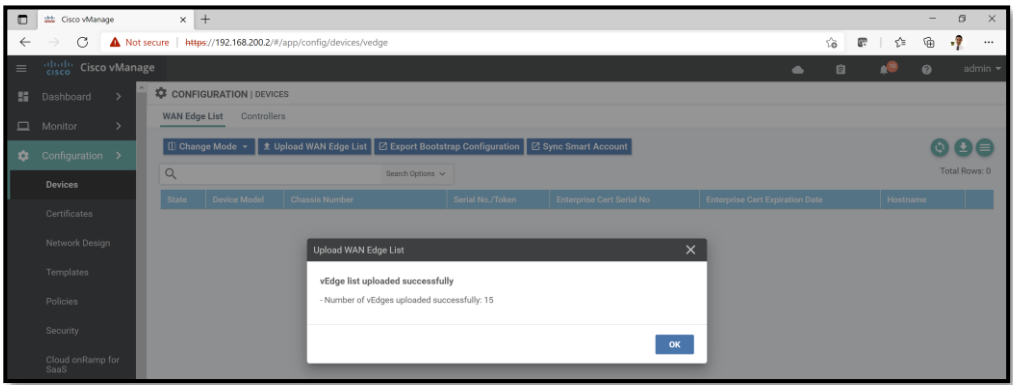 Cisco vManage
Not secure | https://192.168.200.2/#/app/config/devices/vedge
CISCO
Cisco vManage
admin
Dashboard
Monitor
Configuration
Devices
Certificates
Network Design
Templates
Policies
Security
Cloud onRamp for
SaaS
CONFIGURATION | DEVICES
WAN Edge List Controllers
Change Mode Upload WAN Edge List Export Bootstrap Configuration Sync Smart Account
Search Options
Total Rows: 0
State Device Model Chassis Number Serial No./Token Enterprise Cert Serial No Enterprise Cert Expiration Date Hostname
Upload WAN Edge List
vEdge list uploaded successfully
- Number of vEdges uploaded successfully: 15
OK